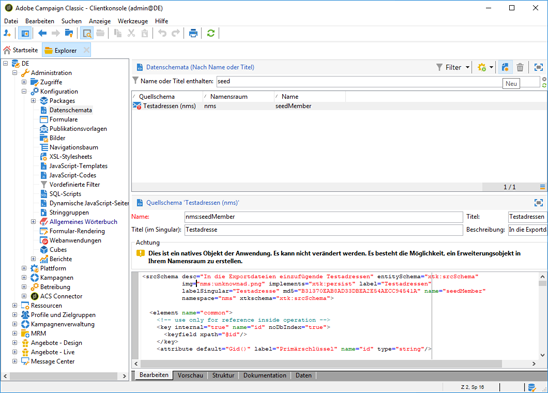 Adobe Campaign Classic - Clientkonsole (admin@DE)
Datei Bearbeiten Suchen Anzeige Werkzeuge Hilfe
Startseite Explorer
DE
Administration
Zugriffe
Konfiguration
Packages
Datenschemata
Formulare
Publikationsvorlagen
Bilder
Navigationsbaum
XSL-Stylesheets
JavaScript-Templates
JavaScript-Codes
Vordefinierte Filter
SQL-Scripts
Dynamische JavaScript-Seiten
Stringgruppen
Allgemeines Wörterbuch
Formular-Rendering
Webanwendungen
Cubes
Berichte
Plattform
Kampagnen
Betreibung
ACS Connector
Ressourcen
Profile und Zielgruppen
Kampagnenverwaltung
MRM
Angebote - Design
Angebote - Live
Message Center
Datenschemata (Nach Name oder Titel)
Filter
Name oder Titel enthalten: seed
Neu
Quellschema Namensraum Name
Testadressen (nms) nms seedMember
1 / 1
Quellschema 'Testadressen (nms)'
Name: nms:seedMember Titel: Testadressen
Titel (im Singular): Testadresse Beschreibung: In die Exportd
Achtung
Dies ist ein natives Objekt der Anwendung. Es kann nicht verändert werden. Es besteht die Möglichkeit, ein Erweiterungsobjekt in
Ihrem Namenraum zu erstellen.
<srcSchema desc="In die Exportdateien einzufügende Testadressen" entitySchema="xtk:srcSchema"
img="nms:unknownad.png" implements="xtk:persist" label="Testadressen"
labelSingular="Testadresse" name="seedMember"
namespace="nms" xtkschema="xtk:srcSchema">
<element name="common">
<!-- use only for reference inside operation -->
<key internal="true" name="id" noDbIndex="true">
<keyfield xpath="@id"/>
</key>
<attribute default="Gid()" label="Primärschlüssel" name="id" type="string"/>
Bearbeiten Vorschau Struktur Dokumentation Daten
Z 2, Sp 16